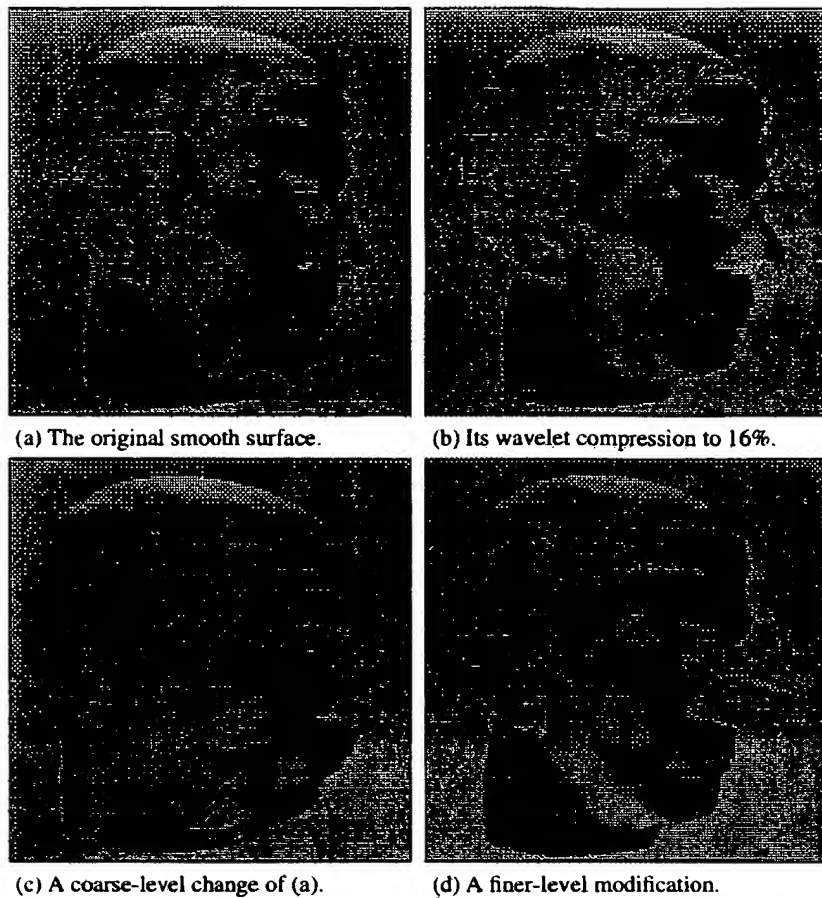 (a) The original smooth surface.
(b) Its wavelet compression to 16%.
(c) A coarse-level change of (a).
(d) A finer-level modification.